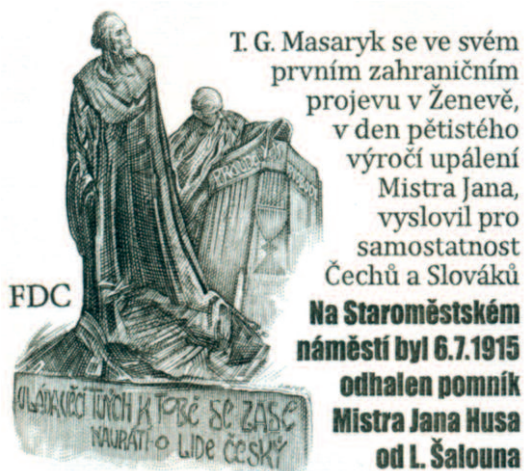 T. G. Masaryk se ve svém
prvním zahraničním
projevu v Ženevě,
v den pětistého
výročí upálení
Mistra Jana,
vyslovil pro
samostatnost
Čechů a Slováků
FDC
Na Staroměstském
náměstí byl 6.7.1915
odhalen pomník
Mistra Jana Husa
od L. Šalouna
VLÁDA VĚCÍ TVÝCH K TOBĚ SE ZASE
NAVRÁTÍ O LIDE ČESKÝ